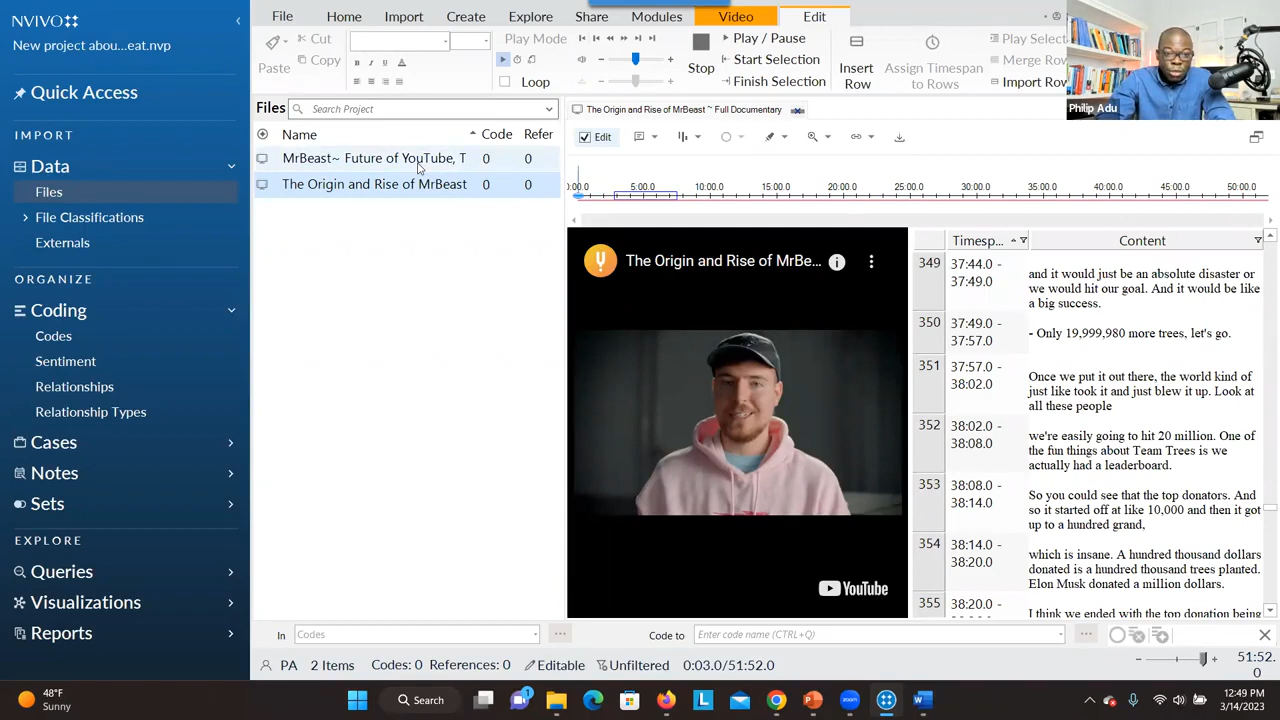 NVIVO
New project abou...eat.nvp
Quick Access
IMPORT
Data
Files
File Classifications
Externals
ORGANIZE
Coding
Codes
Sentiment
Relationships
Relationship Types
Cases
Notes
Sets
EXPLORE
Queries
Visualizations
Reports
File Home Import Create Explore Share Modules Video Edit
Paste
Cut
Copy
B I U A
Play Mode
Loop
Stop
Play / Pause
Start Selection
Finish Selection
Insert
Row
Assign Timespan
to Rows
Play Select
Merge Row
Import Row
Philip Adu
Files
Search Project
Name Code Refer
MrBeast~ Future of YouTube, T 0 0
The Origin and Rise of MrBeast 0 0
The Origin and Rise of MrBeast ~ Full Documentary
Edit
0:00.0 5:00.0 10:00.0 15:00.0 20:00.0 25:00.0 30:00.0 35:00.0 40:00.0 45:00.0 50:00.0
The Origin and Rise of MrBe...
YouTube
Timesp... Content
349 37:44.0 - 37:49.0
and it would just be an absolute disaster or
we would hit our goal. And it would be like
a big success.
350 37:49.0 - 37:57.0
- Only 19,999,980 more trees, let's go.
351 37:57.0 - 38:02.0
Once we put it out there, the world kind of
just like took it and just blew it up. Look at
all these people
352 38:02.0 - 38:08.0
we're easily going to hit 20 million. One of
the fun things about Team Trees is we
actually had a leaderboard.
353 38:08.0 - 38:14.0
So you could see that the top donators. And
so it started off at like 10,000 and then it got
up to a hundred grand,
354 38:14.0 - 38:20.0
which is insane. A hundred thousand dollars
donated is a hundred thousand trees planted.
Elon Musk donated a million dollars.
355 38:20.0 -
I think we ended with the top donation being
In Codes
Code to Enter code name (CTRL+Q)
PA 2 Items Codes: 0 References: 0 Editable Unfiltered 0:03.0/51:52.0
51:52.
0
48°F
Sunny
Search
1
L
12:49 PM
3/14/2023